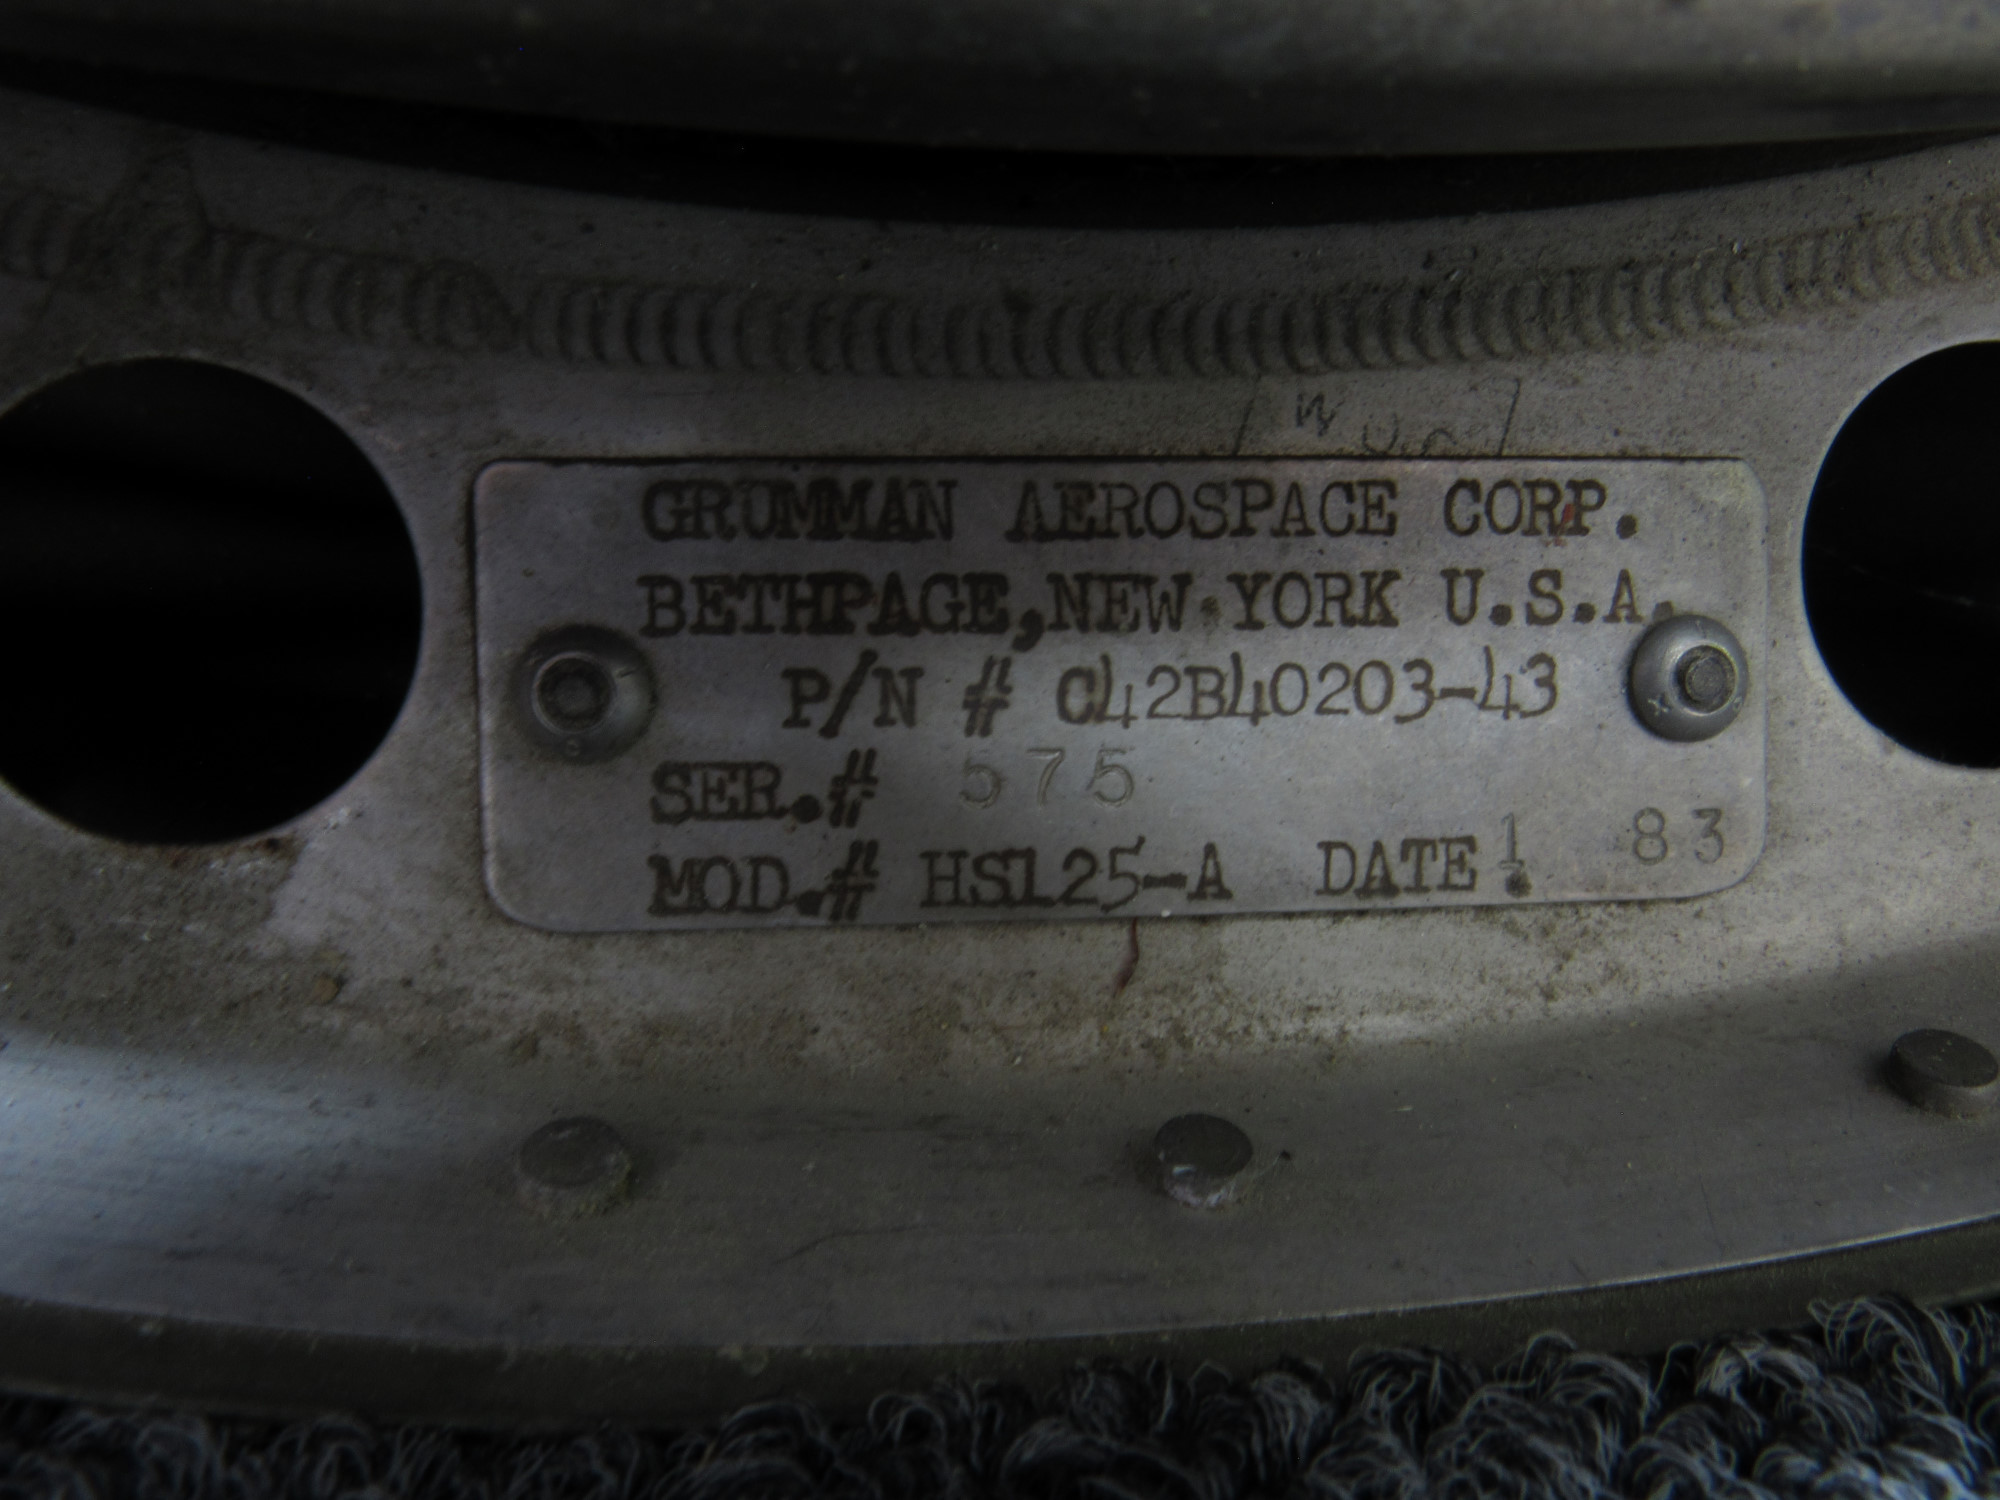 GRUMMAN AEROSPACE CORP.
BETHPAGE, NEW YORK U.S.A.
P/N # C42B40203-43
SER.# 575
MOD.# HS125-A DATE 1 83